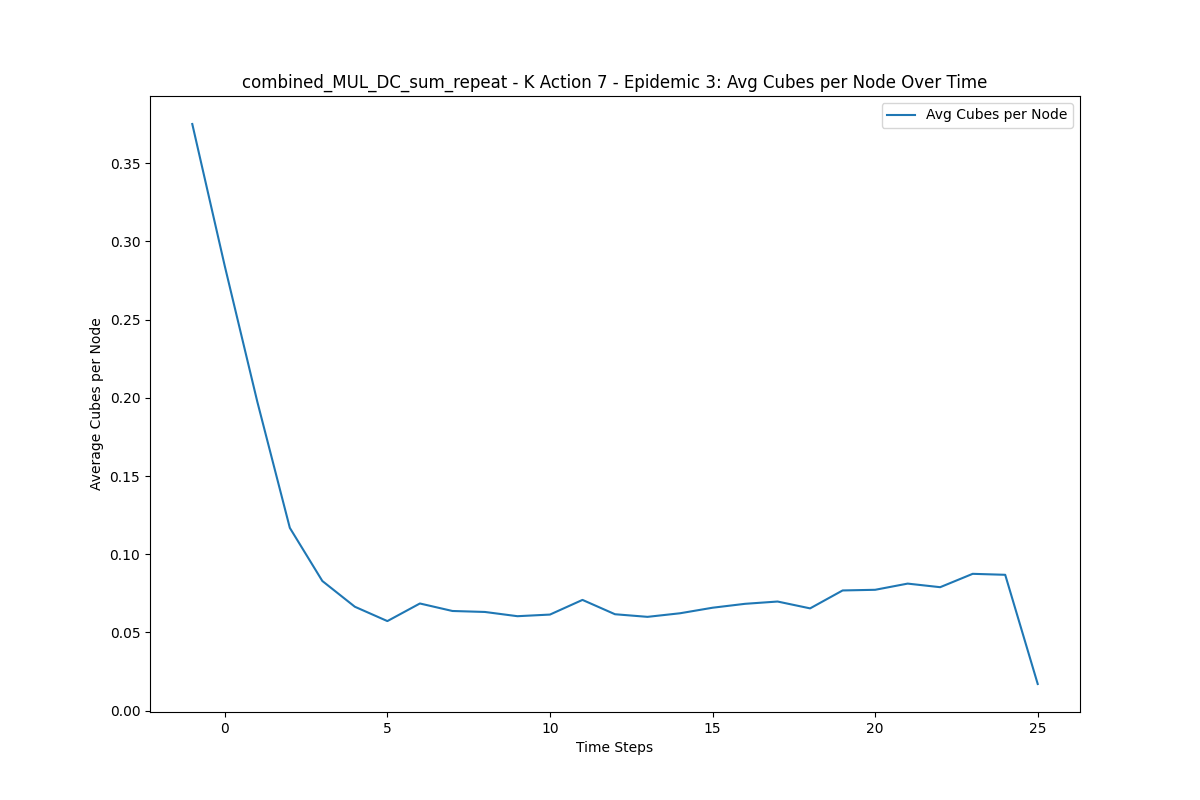 combined_MUL_DC_sum_repeat - K Action 7 - Epidemic 3: Avg Cubes per Node Over Time
Avg Cubes per Node
Average Cubes per Node
0.35
0.30
0.25
0.20
0.15
0.10
0.05
0.00
0 5 10 15 20 25
Time Steps